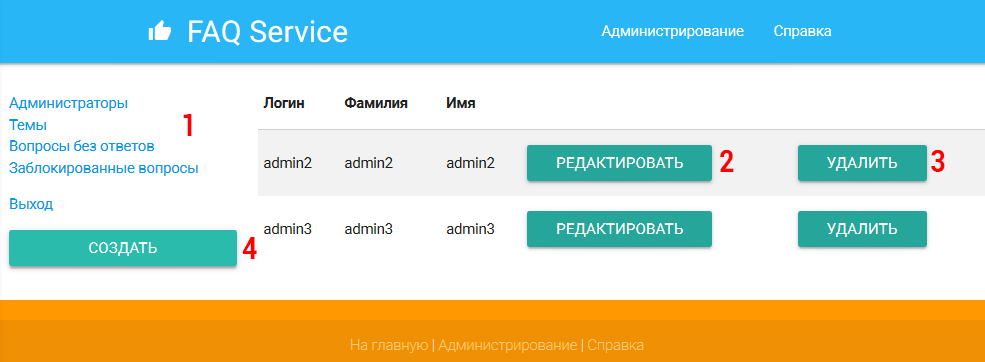 FAQ Service
Администрирование Справка
Администраторы
Темы
Вопросы без ответов
Заблокированные вопросы
Выход
СОЗДАТЬ
1
4
Логин Фамилия Имя
admin2 admin2 admin2 РЕДАКТИРОВАТЬ 2 УДАЛИТЬ 3
admin3 admin3 admin3 РЕДАКТИРОВАТЬ УДАЛИТЬ
На главную | Администрирование | Справка